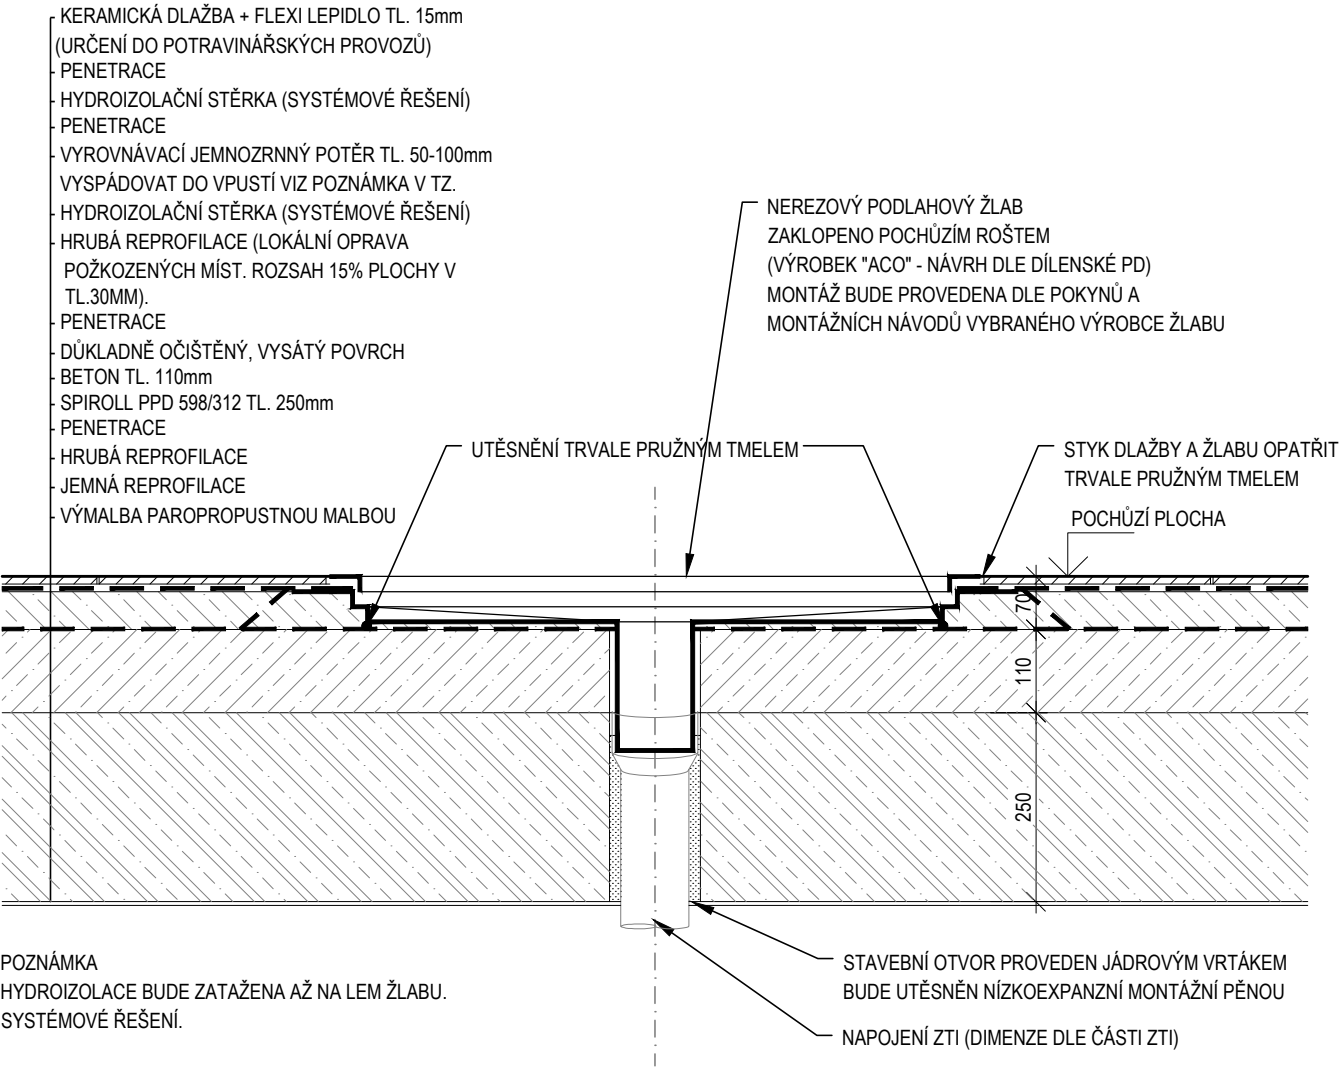 KERAMICKÁ DLAŽBA + FLEXI LEPIDLO TL. 15mm
(URČENÍ DO POTRAVINÁŘSKÝCH PROVOZŮ)
PENETRACE
HYDROIZOLAČNÍ STĚRKA (SYSTÉMOVÉ ŘEŠENÍ)
PENETRACE
VYROVNÁVACÍ JEMNOZRNNÝ POTĚR TL. 50-100mm
VYSPÁDOVAT DO VPUSTÍ VIZ POZNÁMKA V TZ.
HYDROIZOLAČNÍ STĚRKA (SYSTÉMOVÉ ŘEŠENÍ)
HRUBÁ REPROFILACE (LOKÁLNÍ OPRAVA
POŽKOZENÝCH MÍST. ROZSAH 15% PLOCHY V
TL.30MM).
PENETRACE
DŮKLADNĚ OČIŠTĚNÝ, VYSÁTÝ POVRCH
BETON TL. 110mm
SPIROLL PPD 598/312 TL. 250mm
PENETRACE
HRUBÁ REPROFILACE
JEMNÁ REPROFILACE
VÝMALBA PAROPROPUSTNOU MALBOU
NEREZOVÝ PODLAHOVÝ ŽLAB
ZAKLOPENO POCHŮZÍM ROŠTEM
(VÝROBEK "ACO" - NÁVRH DLE DÍLENSKÉ PD)
MONTÁŽ BUDE PROVEDENA DLE POKYNŮ A
MONTÁŽNÍCH NÁVODŮ VYBRANÉHO VÝROBCE ŽLABU
UTĚSNĚNÍ TRVALE PRUŽNÝM TMELEM
STYK DLAŽBY A ŽLABU OPATŘIT
TRVALE PRUŽNÝM TMELEM
POCHŮZÍ PLOCHA
70
110
250
POZNÁMKA
HYDROIZOLACE BUDE ZATAŽENA AŽ NA LEM ŽLABU.
SYSTÉMOVÉ ŘEŠENÍ.
STAVEBNÍ OTVOR PROVEDEN JÁDROVÝM VRTÁKEM
BUDE UTĚSNĚN NÍZKOEXPANZNÍ MONTÁŽNÍ PĚNOU
NAPOJENÍ ZTI (DIMENZE DLE ČÁSTI ZTI)